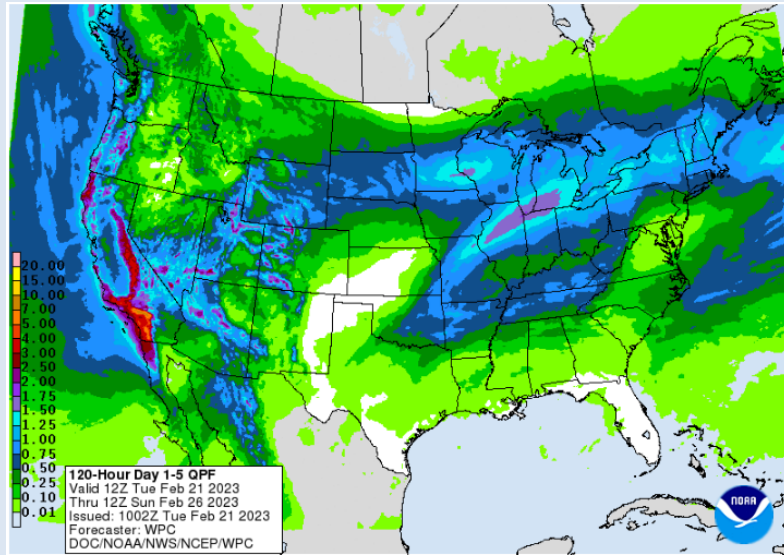 20.00
15.00
10.00
7.00
5.00
4.00
3.00
2.50
2.00
1.75
1.50
1.25
1.00
0.75
0.50
0.25
0.10
0.01
120-Hour Day 1-5 QPF
Valid 12Z Tue Feb 21 2023
Thru 12Z Sun Feb 26 2023
Issued: 1002Z Tue Feb 21 2023
Forecaster: WPC
DOC/NOAA/NWS/NCEP/WPC
NOAA